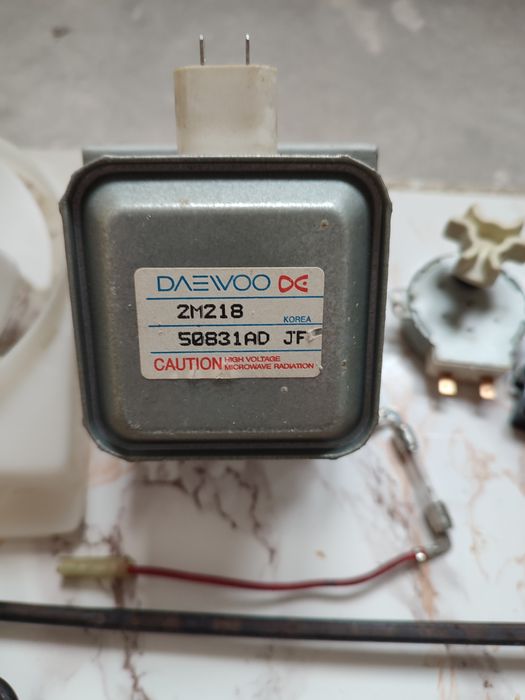 DAEWOO
2M218 KOREA
50831AD JF
CAUTION HIGH VOLTAGE
MICROWAVE RADIATION